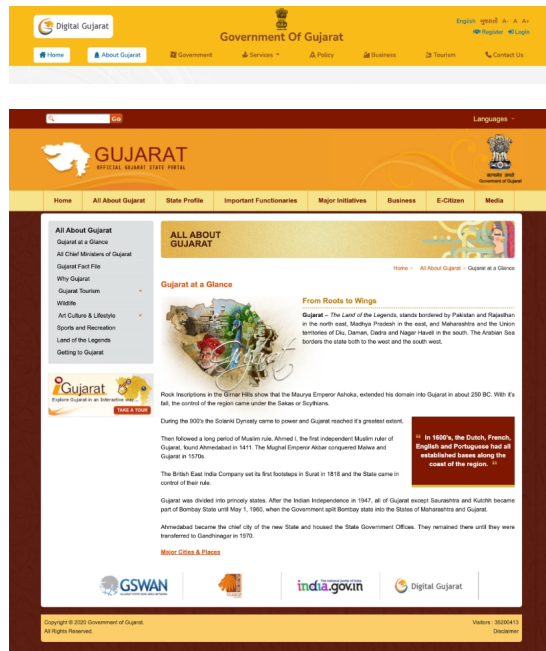 Digital Gujarat
Government Of Gujarat
English ગુજરાતી A- A A+
Register Login
Home About Gujarat Government Services Policy Business Tourism Contact Us
Go
Languages
GUJARAT
OFFICIAL GUJARAT STATE PORTAL
सत्यमेव जयते
Government of Gujarat
Home All About Gujarat State Profile Important Functionaries Major Initiatives Business E-Citizen Media
All About Gujarat
Gujarat at a Glance
All Chief Ministers of Gujarat
Gujarat Fact File
Why Gujarat
Gujarat Tourism
Wildlife
Art Culture & Lifestyle
Sports and Recreation
Land of the Legends
Getting to Gujarat
Gujarat
Explore Gujarat in an Interactive way...
TAKE A TOUR
ALL ABOUT
GUJARAT
Home > All About Gujarat > Gujarat at a Glance
Gujarat at a Glance
Gujarat
From Roots to Wings
Gujarat – The Land of the Legends, stands bordered by Pakistan and Rajasthan
in the north east, Madhya Pradesh in the east, and Maharashtra and the Union
territories of Diu, Daman, Dadra and Nagar Haveli in the south. The Arabian Sea
borders the state both to the west and the south west.
Rock Inscriptions in the Girnar Hills show that the Maurya Emperor Ashoka, extended his domain into Gujarat in about 250 BC. With it's
fall, the control of the region came under the Sakas or Scythians.
During the 900's the Solanki Dynasty came to power and Gujarat reached it's greatest extent.
Then followed a long period of Muslim rule. Ahmed I, the first independent Muslim ruler of
Gujarat, found Ahmedabad in 1411. The Mughal Emperor Akbar conquered Malwa and
Gujarat in 1570s.
"In 1600's, the Dutch, French,
English and Portuguese had all
established bases along the
coast of the region."
The British East India Company set its first footsteps in Surat in 1818 and the State came in
control of their rule.
Gujarat was divided into princely states. After the Indian Independence in 1947, all of Gujarat except Saurashtra and Kutchh became
part of Bombay State until May 1, 1960, when the Government split Bombay state into the States of Maharashtra and Gujarat.
Ahmedabad became the chief city of the new State and housed the State Government Offices. They remained there until they were
transferred to Gandhinagar in 1970.
Major Cities & Places
GSWAN
india.gov.in
Digital Gujarat
Copyright © 2020 Government of Gujarat.
All Rights Reserved.
Visitors : 36200413
Disclaimer